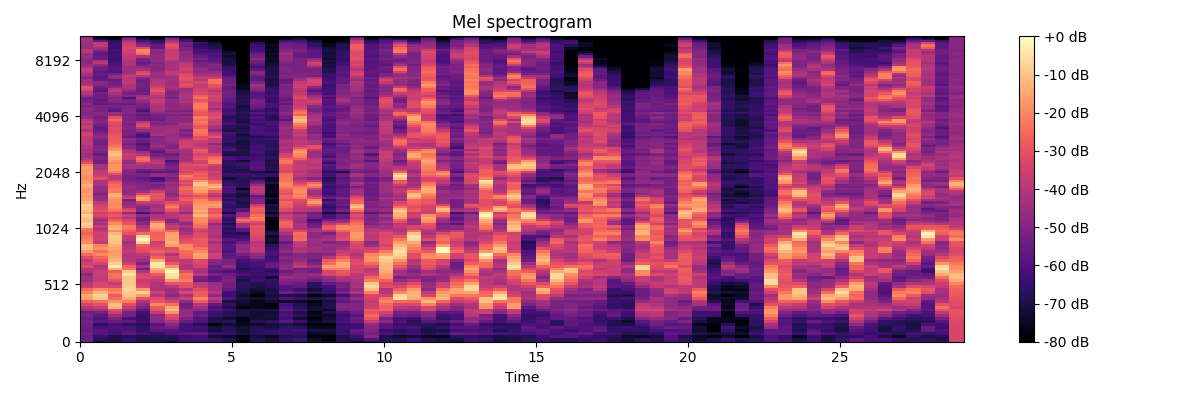 Mel spectrogram
8192
4096
2048
1024
512
0
Hz
0 5 10 15 20 25
Time
+0 dB
-10 dB
-20 dB
-30 dB
-40 dB
-50 dB
-60 dB
-70 dB
-80 dB